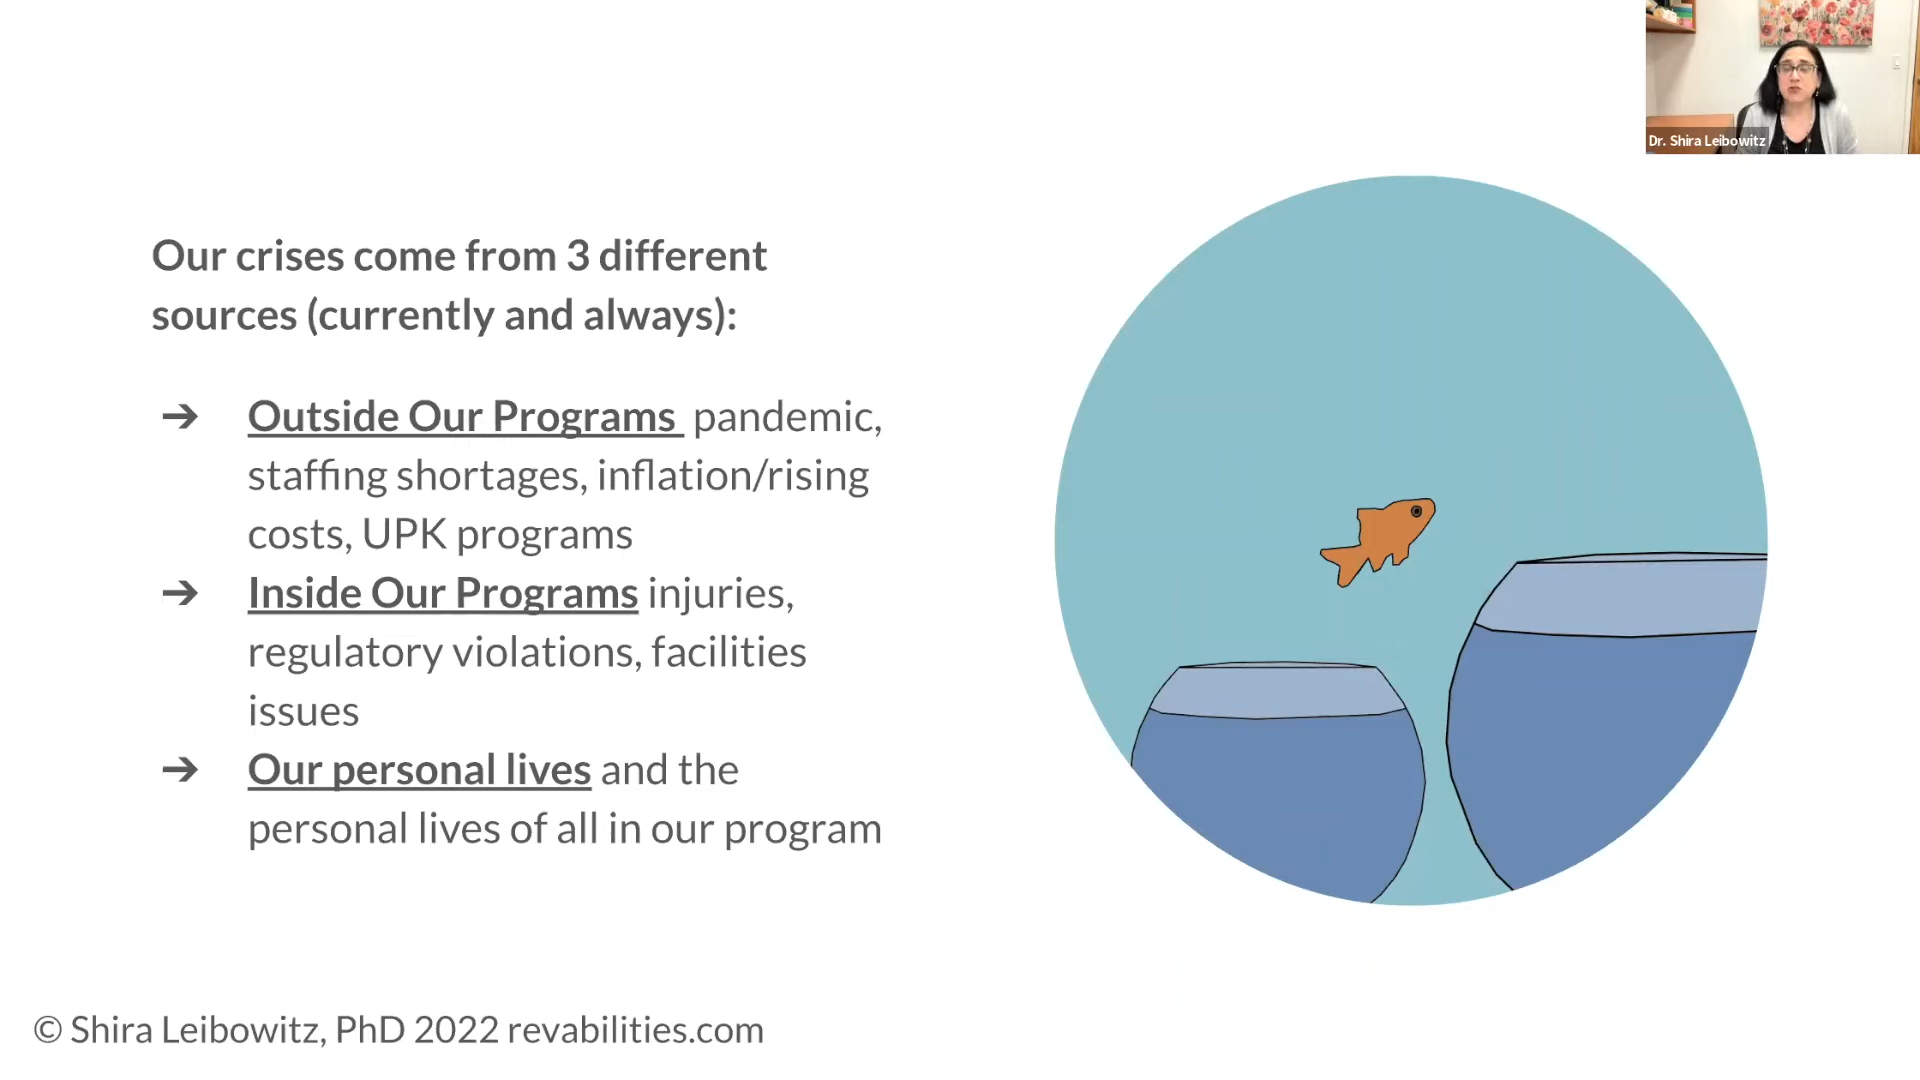 Dr. Shira Leibowitz
Our crises come from 3 different
sources (currently and always):
➔ Outside Our Programs pandemic,
staffing shortages, inflation/rising
costs, UPK programs
➔ Inside Our Programs injuries,
regulatory violations, facilities
issues
➔ Our personal lives and the
personal lives of all in our program
© Shira Leibowitz, PhD 2022 revabilities.com